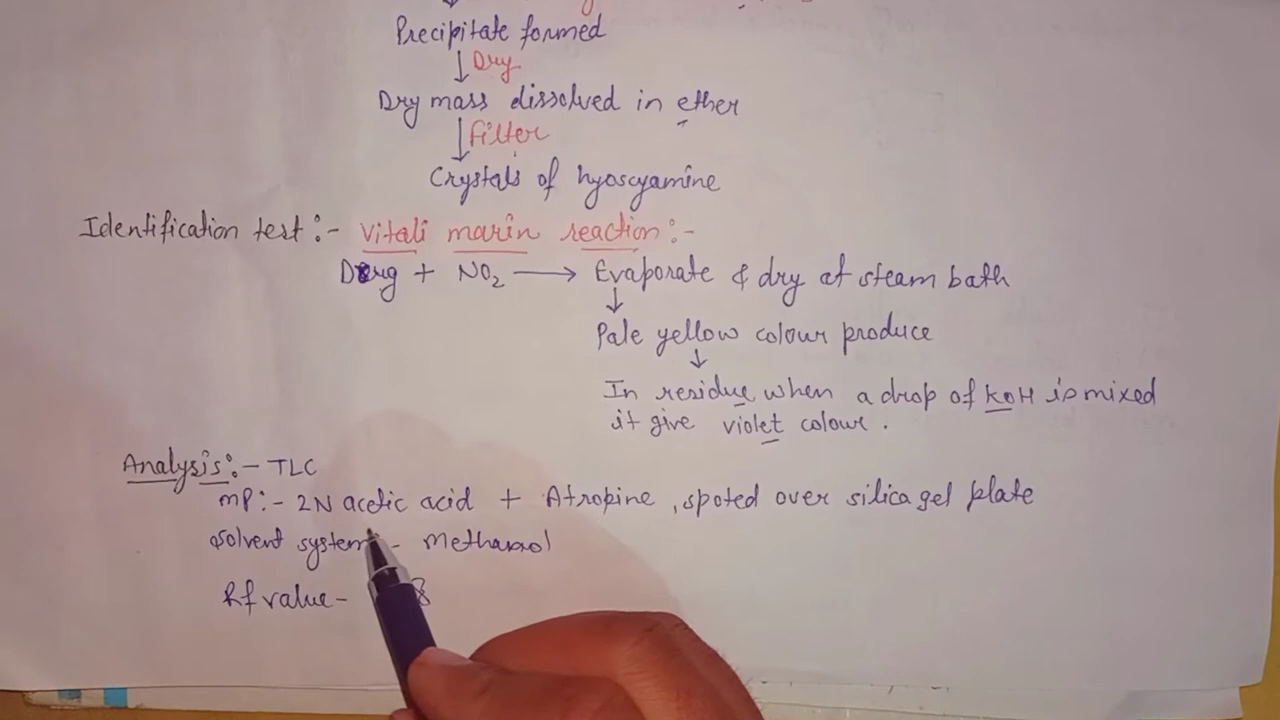 Precipitate formed
↓ Dry
Dry mass dissolved in ether
↓ Filter
Crystals of hyoscyamine
Identification test :- Vitali marin reaction :-
Drug + NO₂ → Evaporate & dry at steam bath
↓
Pale yellow colour produce
↓
In residue when a drop of KOH is mixed
it give violet colour.
Analysis :- TLC
mp :- 2N acetic acid + Atropine, spoted over silica gel plate
Solvent system - Methanol
Rf value - 8